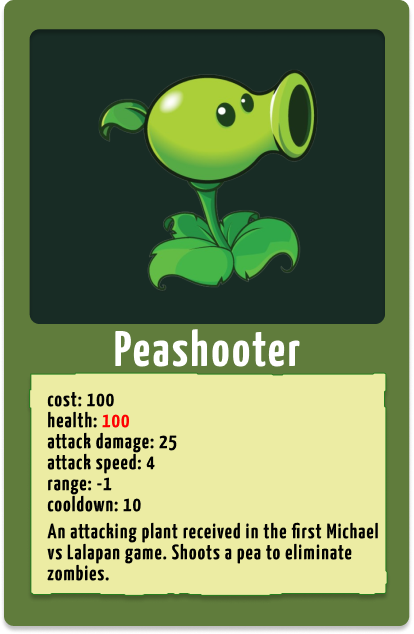 Peashooter
cost: 100
health: 100
attack damage: 25
attack speed: 4
range: -1
cooldown: 10
An attacking plant received in the first Michael
vs Lalapan game. Shoots a pea to eliminate
zombies.